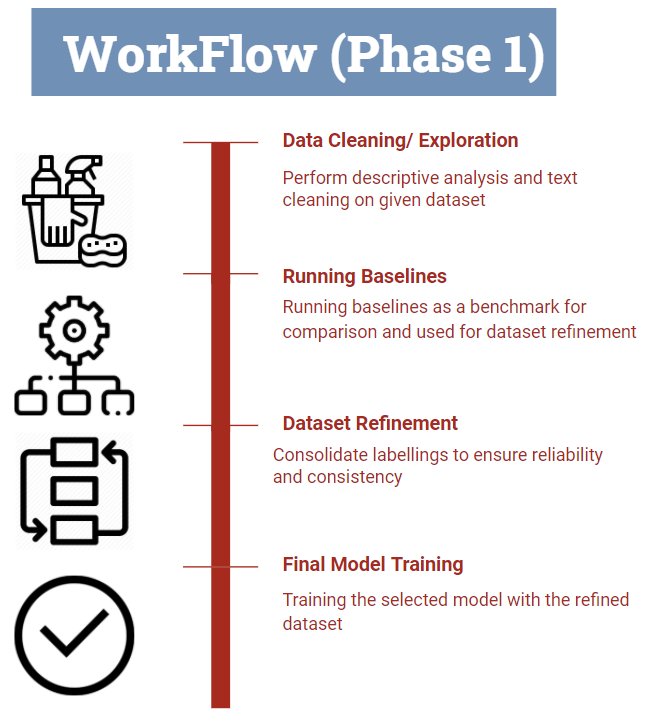 WorkFlow (Phase 1)
Data Cleaning/ Exploration
Perform descriptive analysis and text
cleaning on given dataset
Running Baselines
Running baselines as a benchmark for
comparison and used for dataset refinement
Dataset Refinement
Consolidate labellings to ensure reliability
and consistency
Final Model Training
Training the selected model with the refined
dataset